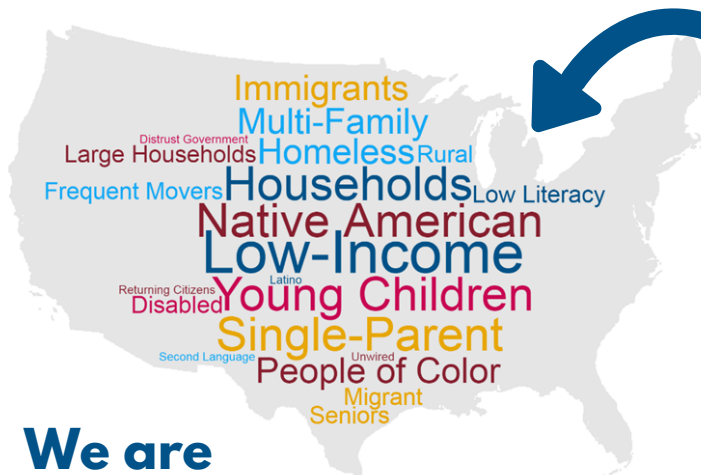 Immigrants
Multi-Family
Distrust Government
Large Households Homeless Rural
Frequent Movers Households Low Literacy
Native American
Low-Income
Latino
Returning Citizens
Disabled Young Children
Single-Parent
Second Language Unwired
People of Color
Migrant
Seniors
We are